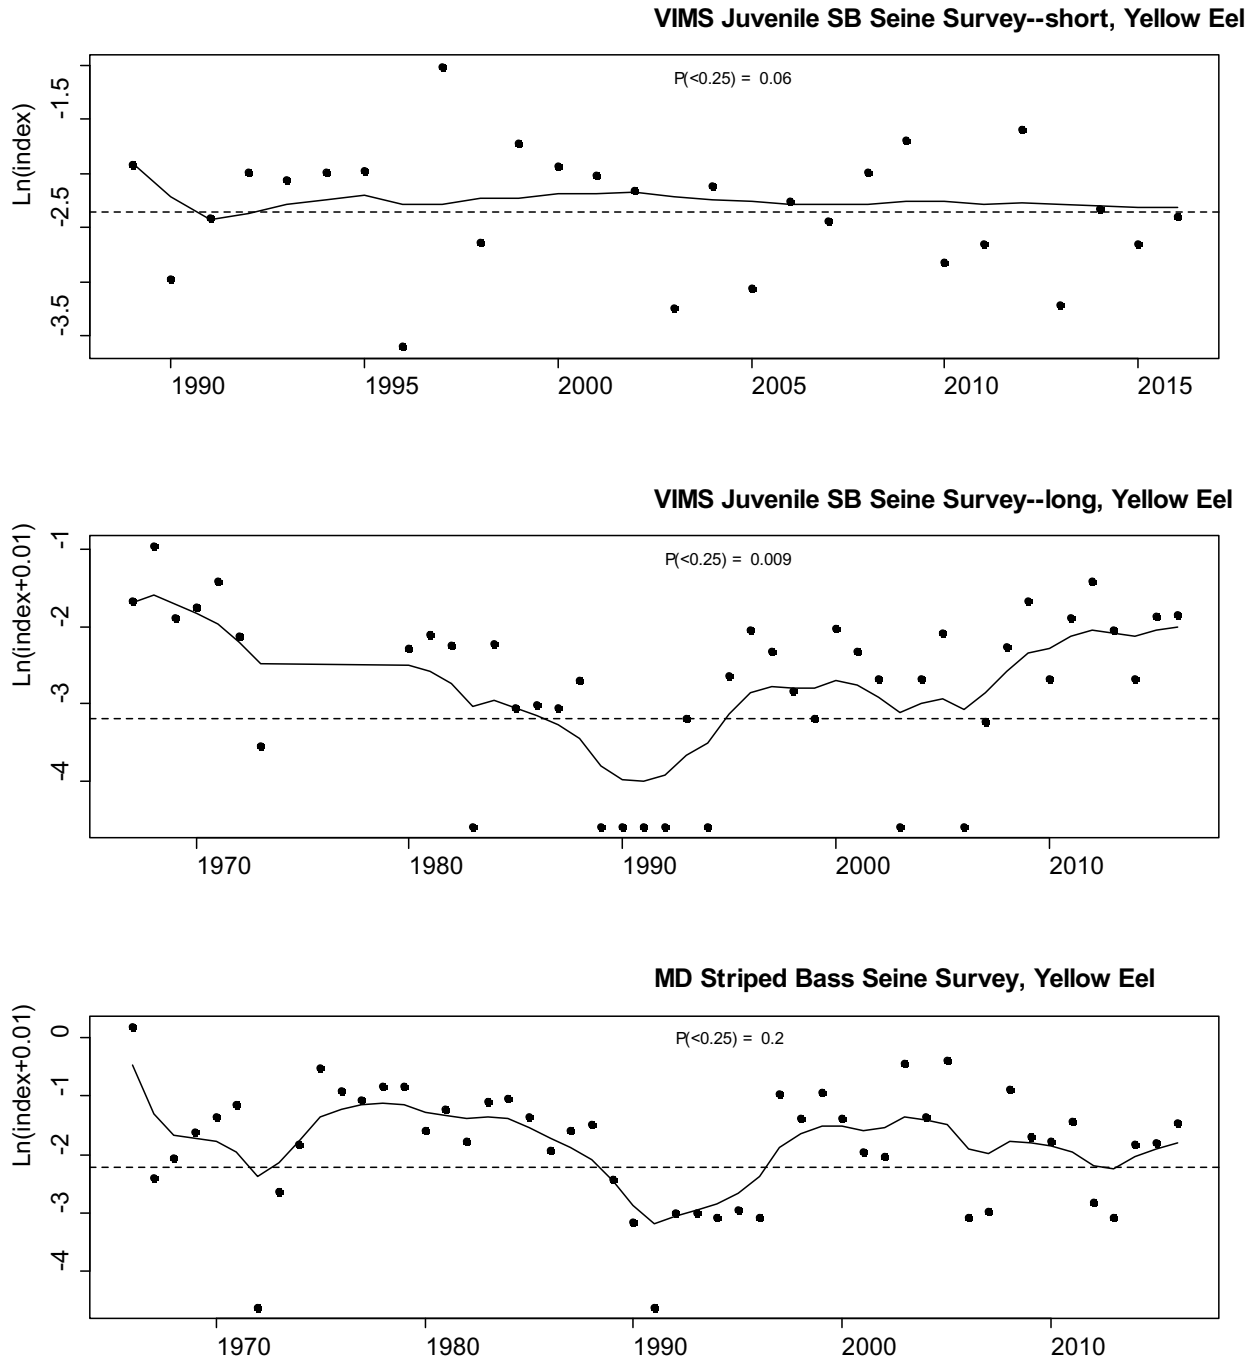 VIMS Juvenile SB Seine Survey--short, Yellow Eel
P(<0.25) = 0.06
Ln(index)
-1.5
-2.5
-3.5
1990 1995 2000 2005 2010 2015
VIMS Juvenile SB Seine Survey--long, Yellow Eel
P(<0.25) = 0.009
Ln(index+0.01)
-1
-2
-3
-4
1970 1980 1990 2000 2010
MD Striped Bass Seine Survey, Yellow Eel
P(<0.25) = 0.2
Ln(index+0.01)
0
-1
-2
-3
-4
1970 1980 1990 2000 2010